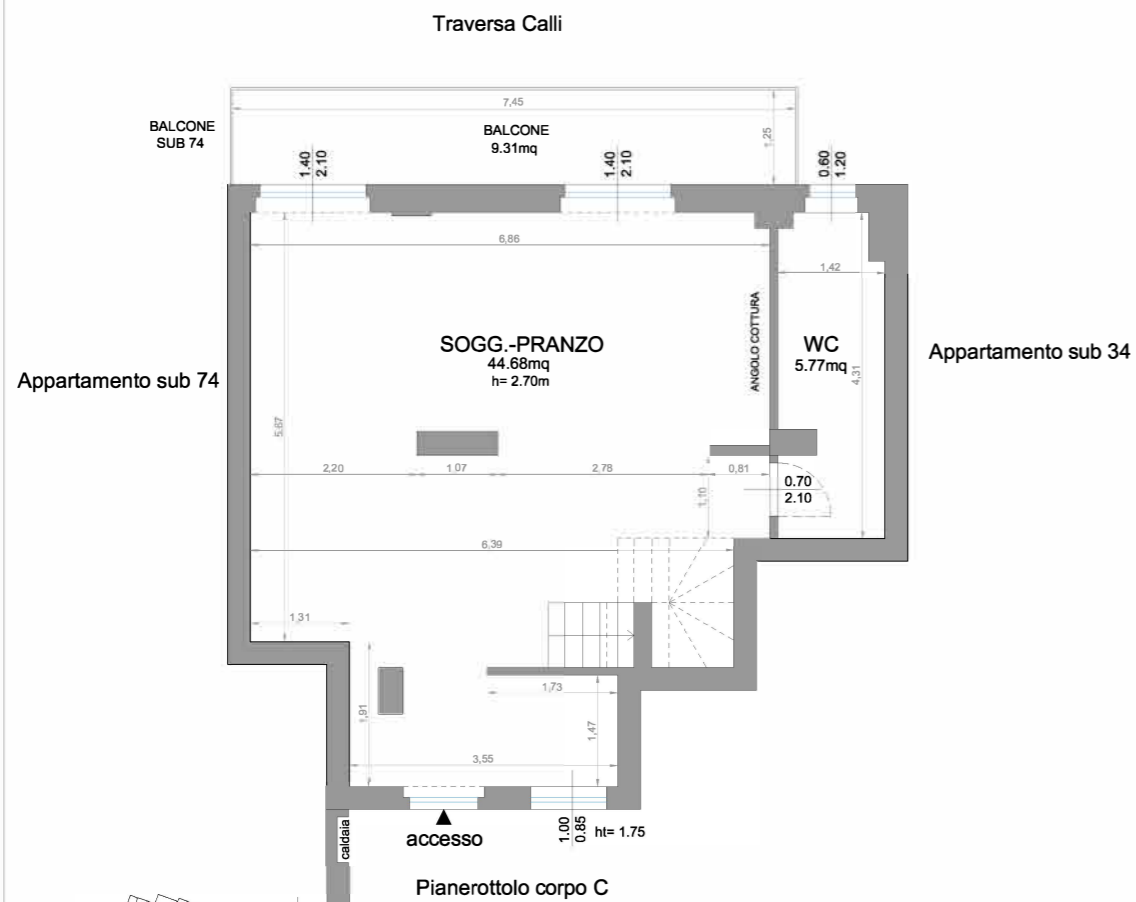 Traversa Calli
7,45
BALCONE
SUB 74
BALCONE
9.31mq
1,25
1.40
2.10
1.40
2.10
0.60
1.20
6,86
1,42
ANGOLO COTTURA
SOGG.-PRANZO
44.68mq
h= 2.70m
WC
5.77mq
4,31
Appartamento sub 74
Appartamento sub 34
5.67
2,20
1.07
2,78
0,81
1,10
0.70
2.10
6,39
1,31
1,73
1,91
1,47
3,55
accesso
caldaia
1.00
0.85
ht= 1.75
Pianerottolo corpo C